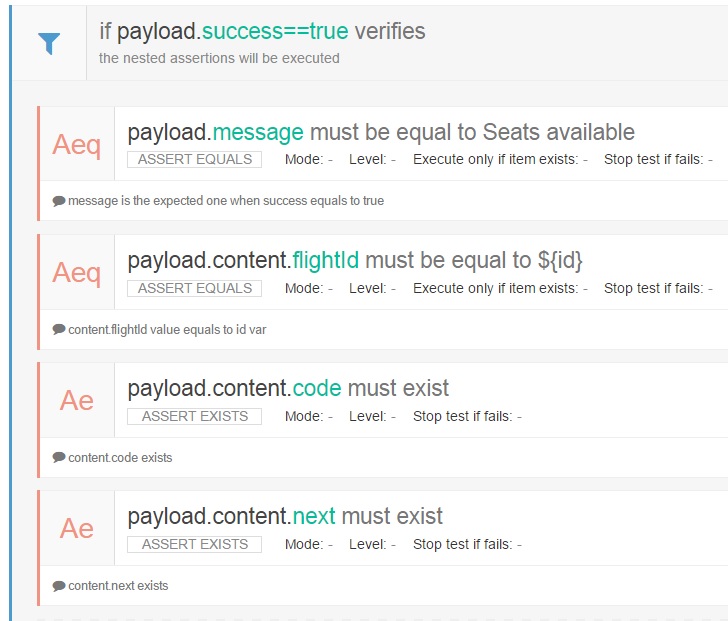 if payload.success==true verifies
the nested assertions will be executed
Aeq
payload.message must be equal to Seats available
ASSERT EQUALS Mode: - Level: - Execute only if item exists: - Stop test if fails: -
message is the expected one when success equals to true
Aeq
payload.content.flightId must be equal to ${id}
ASSERT EQUALS Mode: - Level: - Execute only if item exists: - Stop test if fails: -
content.flightId value equals to id var
Ae
payload.content.code must exist
ASSERT EXISTS Mode: - Level: - Stop test if fails: -
content.code exists
Ae
payload.content.next must exist
ASSERT EXISTS Mode: - Level: - Stop test if fails: -
content.next exists